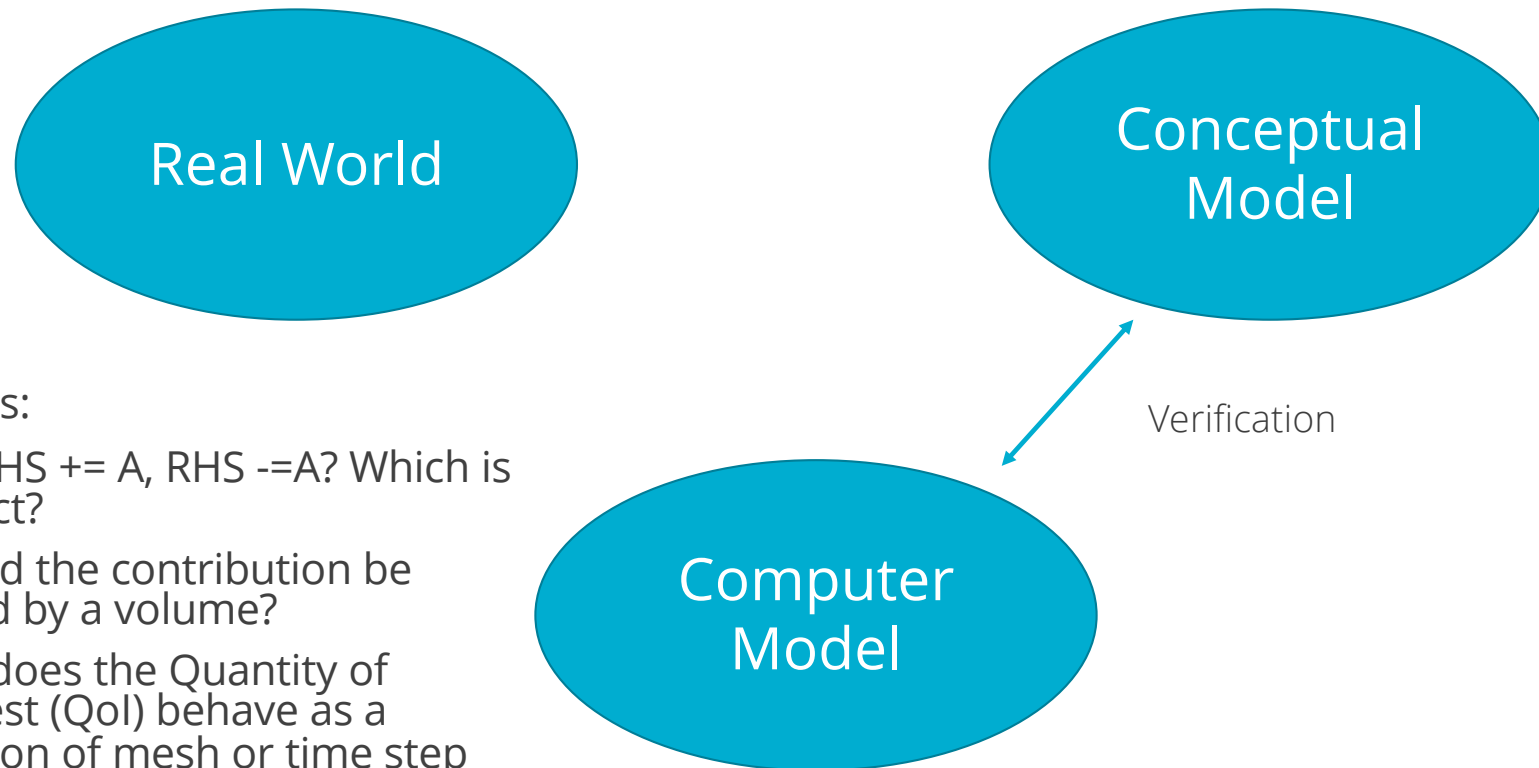 Real World
Conceptual
Model
s:
HS += A, RHS -=A? Which is
ct?
d the contribution be
d by a volume?
does the Quantity of
est (QoI) behave as a
on of mesh or time step
Verification
Computer
Model